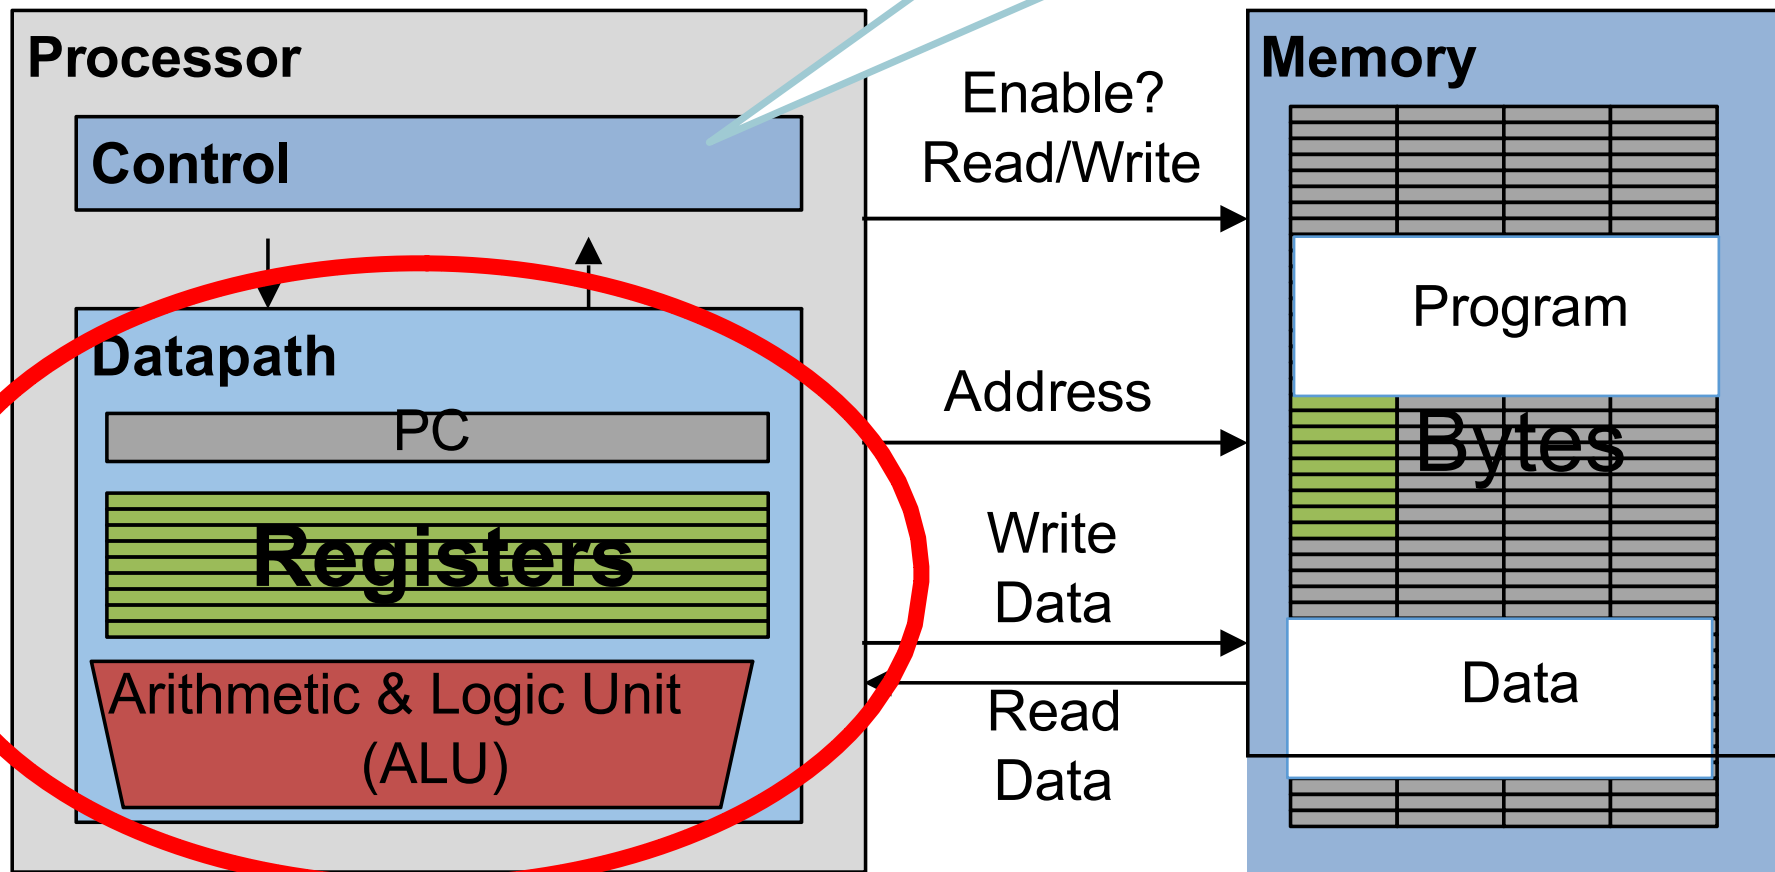 Processor
Control
Datapath
PC
Registers
Arithmetic & Logic Unit
(ALU)
Enable?
Read/Write
Address
Write
Data
Read
Data
Memory
Program
Bytes
Data